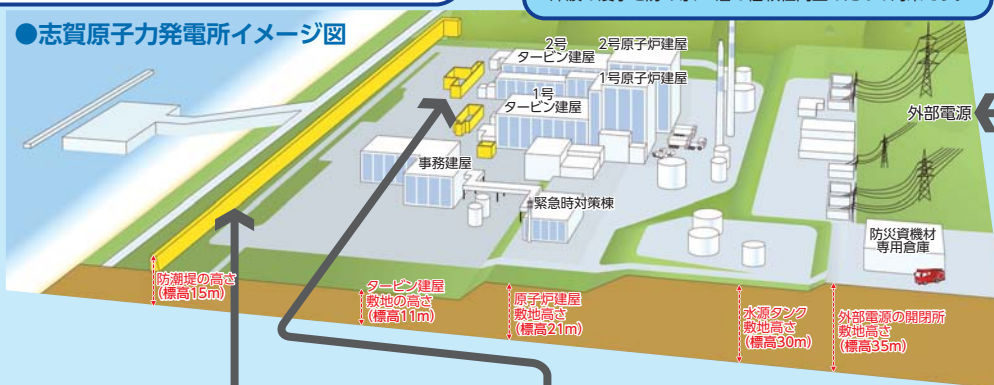 ●志賀原子力発電所イメージ図
2号
タービン建屋
2号原子炉建屋
1号原子炉建屋
1号
タービン建屋
外部電源
事務建屋
緊急時対策棟
防災資機材
専用倉庫
防潮堤の高さ
(標高15m)
タービン建屋
敷地の高さ
(標高11m)
原子炉建屋
敷地高さ
(標高21m)
水源タンク
敷地高さ
(標高30m)
外部電源の開閉所
敷地高さ
(標高35m)